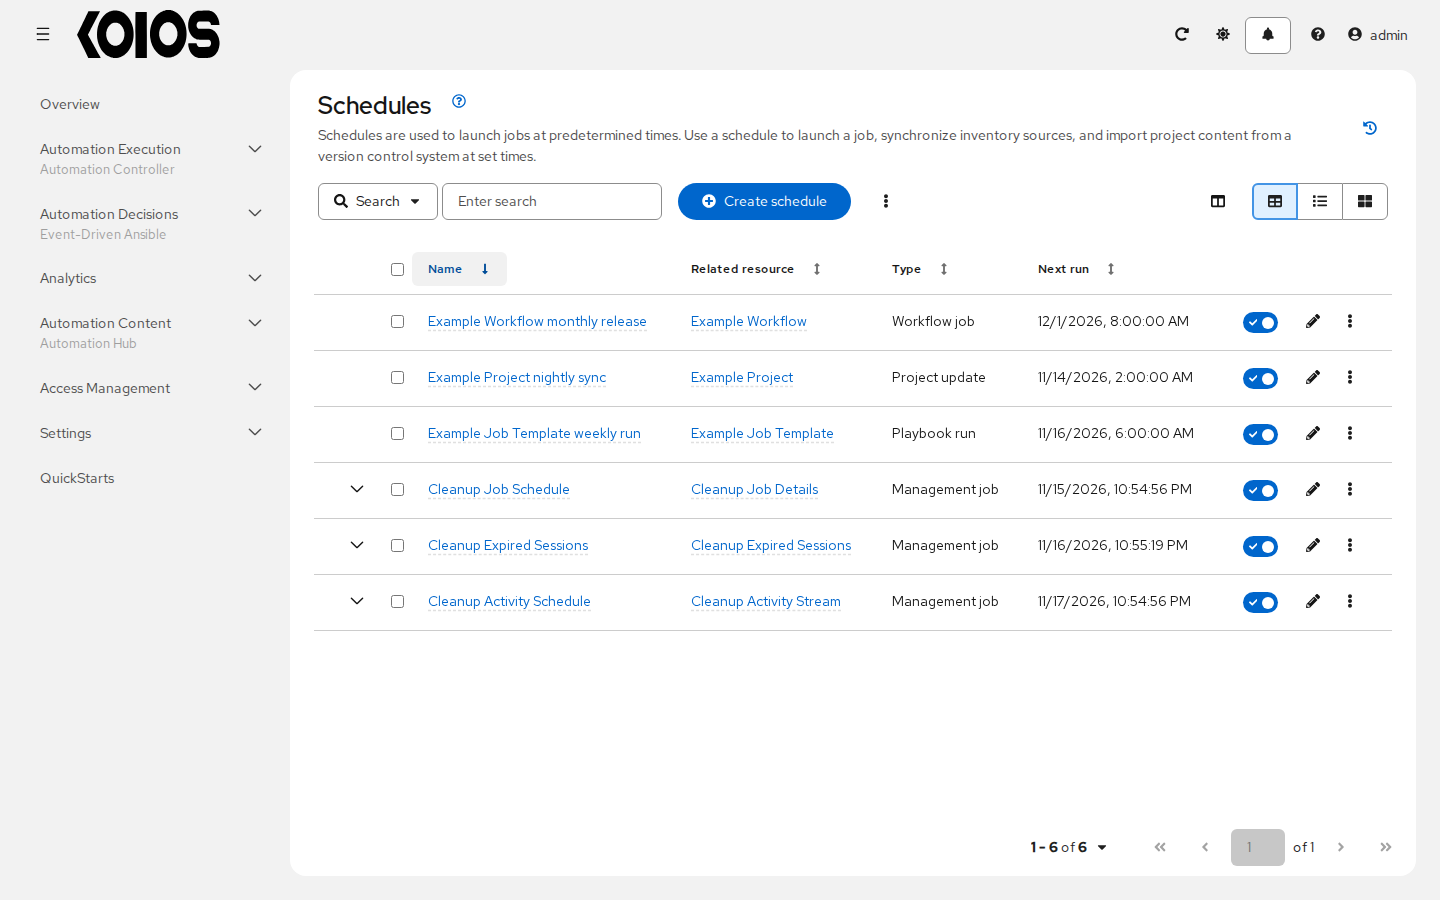 KOIOS
admin
Overview
Automation Execution
Automation Controller
Automation Decisions
Event-Driven Ansible
Analytics
Automation Content
Automation Hub
Access Management
Settings
QuickStarts
Schedules
Schedules are used to launch jobs at predetermined times. Use a schedule to launch a job, synchronize inventory sources, and import project content from a
version control system at set times.
Search
Enter search
Create schedule
Name Related resource Type Next run
Example Workflow monthly release Example Workflow Workflow job 12/1/2026, 8:00:00 AM
Example Project nightly sync Example Project Project update 11/14/2026, 2:00:00 AM
Example Job Template weekly run Example Job Template Playbook run 11/16/2026, 6:00:00 AM
Cleanup Job Schedule Cleanup Job Details Management job 11/15/2026, 10:54:56 PM
Cleanup Expired Sessions Cleanup Expired Sessions Management job 11/16/2026, 10:55:19 PM
Cleanup Activity Schedule Cleanup Activity Stream Management job 11/17/2026, 10:54:56 PM
1 - 6 of 6 1 of 1